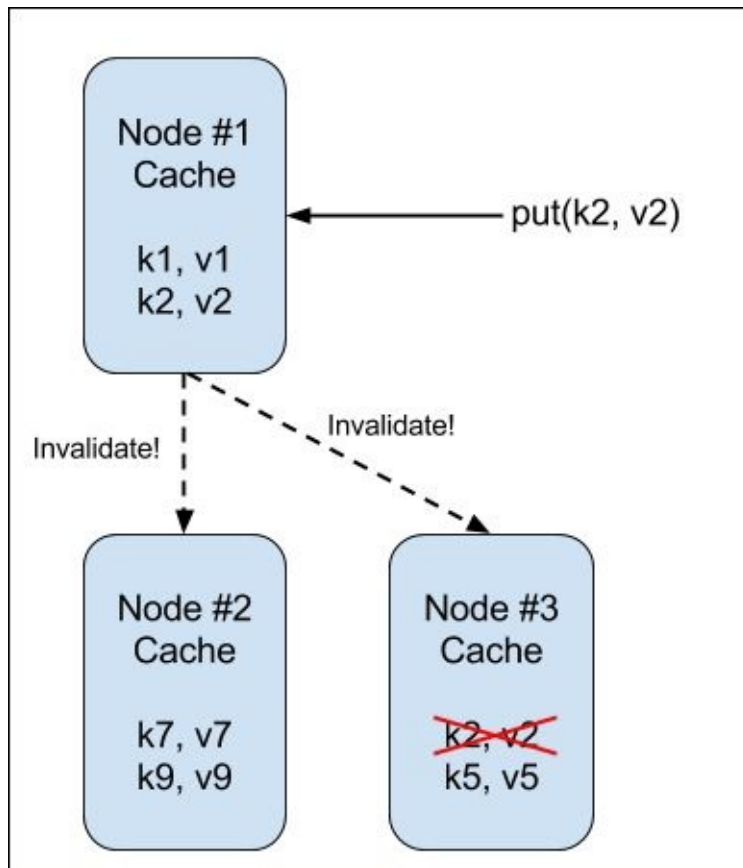 Node #1
Cache
k1, v1
k2, v2
put(k2, v2)
Invalidate!
Invalidate!
Node #2
Cache
k7, v7
k9, v9
Node #3
Cache
k2, v2
k5, v5